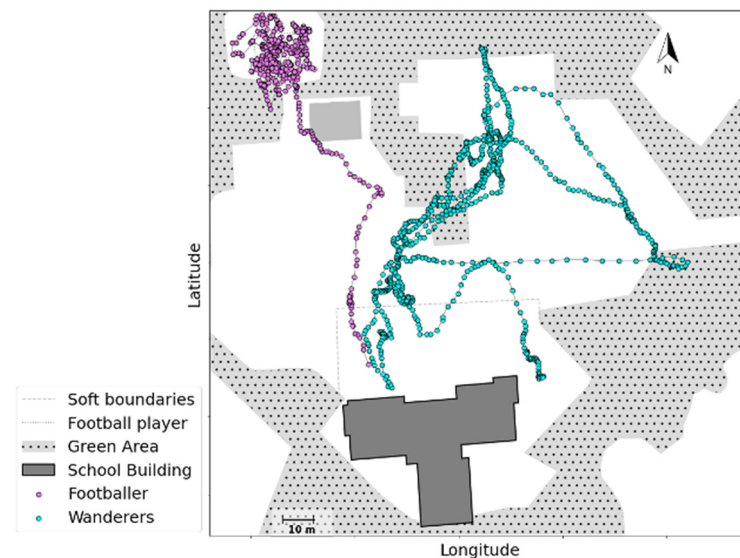 N
Latitude
Soft boundaries
Football player
Green Area
School Building
Footballer
Wanderers
10 m
Longitude